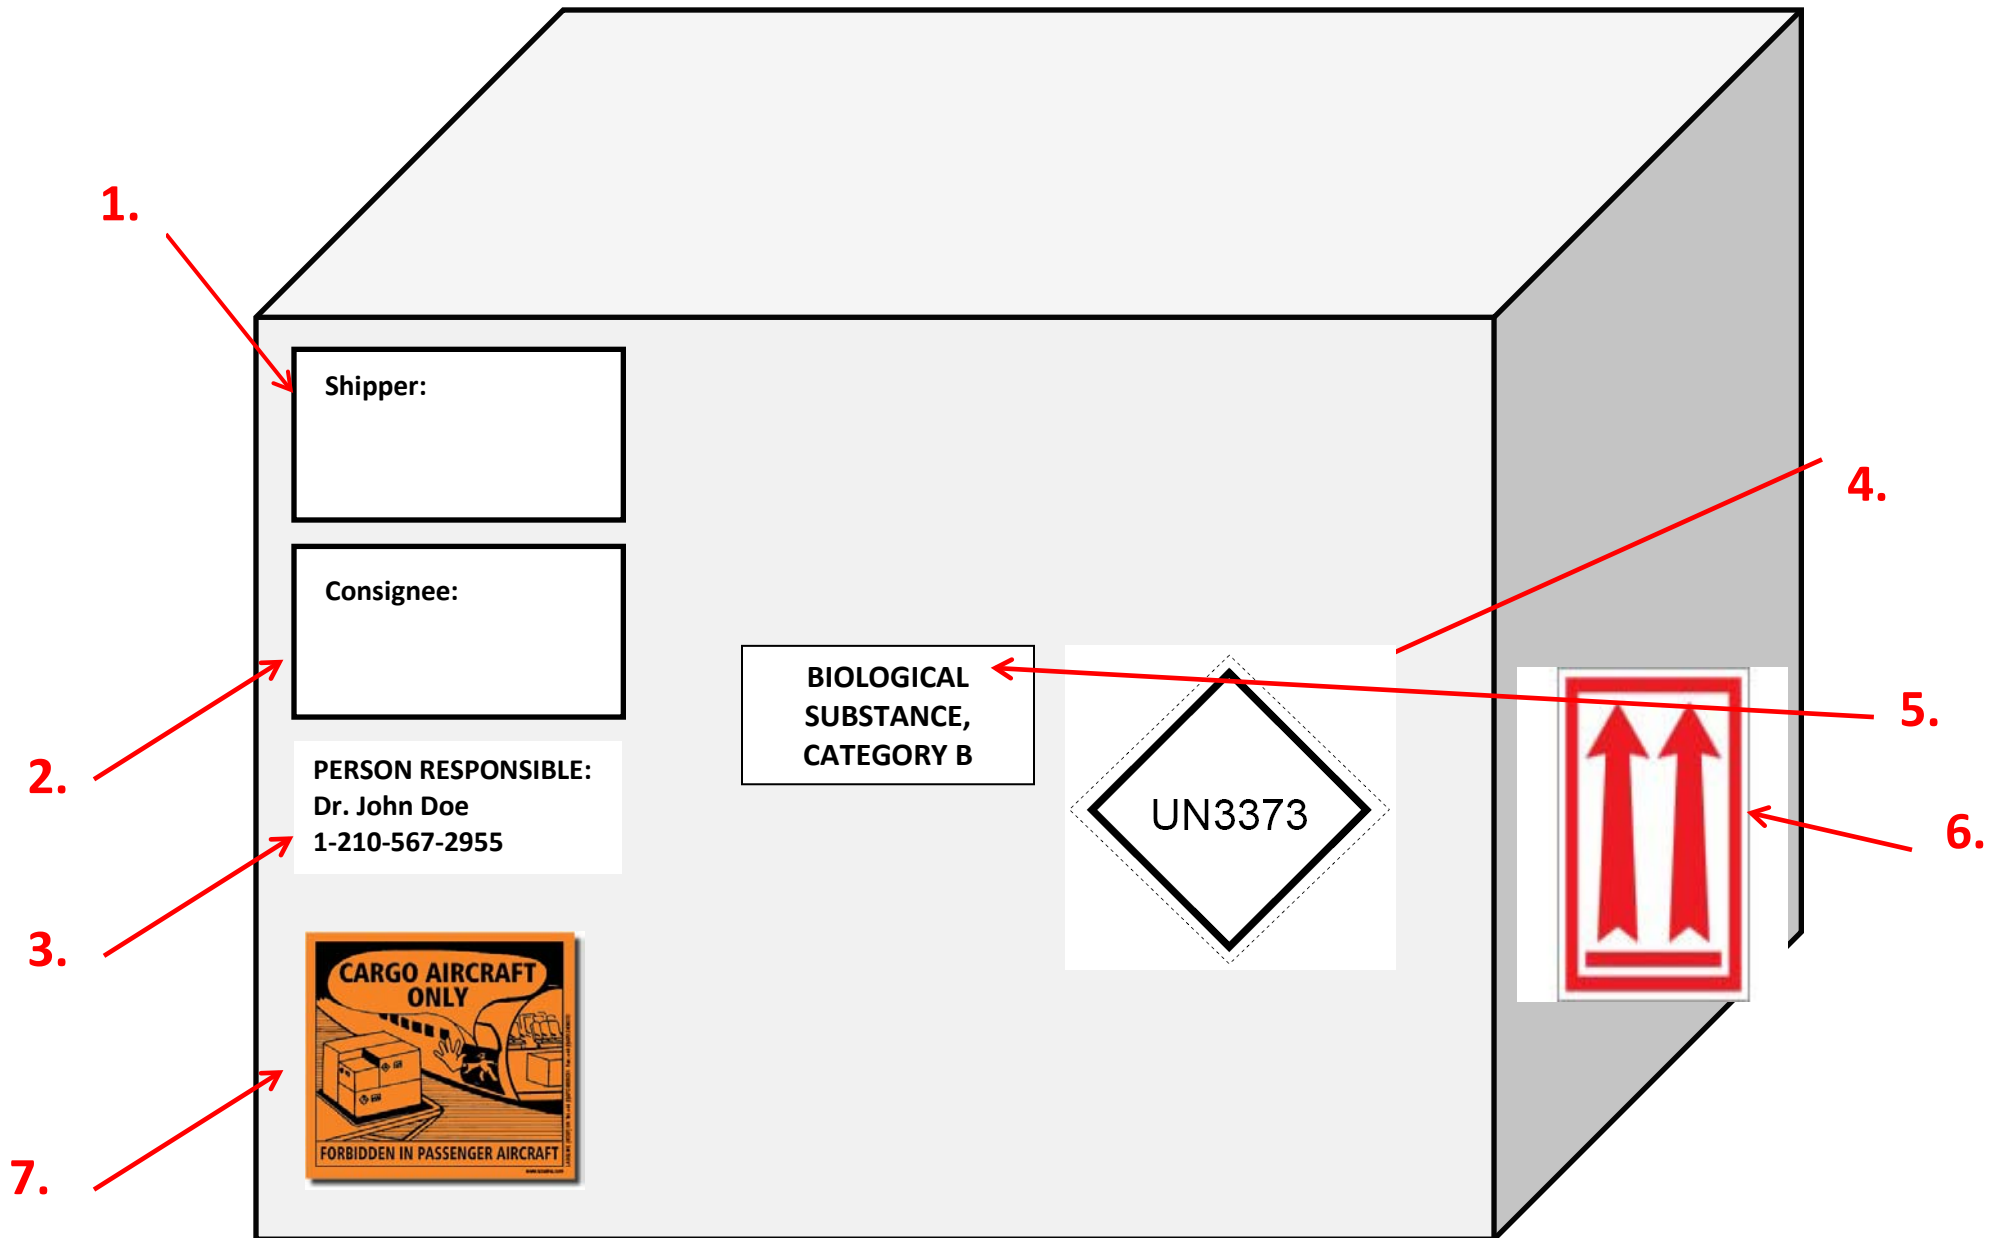 1.
Shipper:
4.
Consignee:
BIOLOGICAL
SUBSTANCE,
CATEGORY B
5.
2.
PERSON RESPONSIBLE:
Dr. John Doe
1-210-567-2955
UN3373
6.
3.
CARGO AIRCRAFT
ONLY
FORBIDDEN IN PASSENGER AIRCRAFT
7.